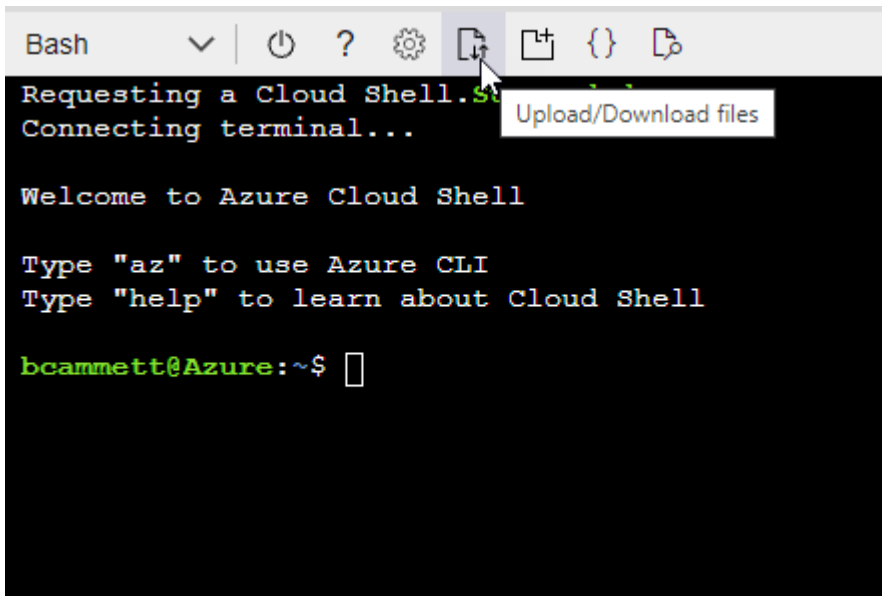 Bash
?
{}
Requesting a Cloud Shell.
Upload/Download files
Connecting terminal...
Welcome to Azure Cloud Shell
Type "az" to use Azure CLI
Type "help" to learn about Cloud Shell
bcammett@Azure:~$